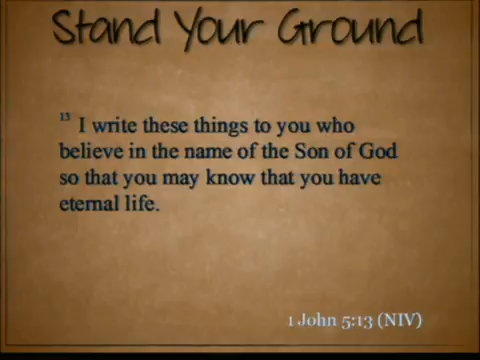 Stand Your Ground
13 I write these things to you who
believe in the name of the Son of God
so that you may know that you have
eternal life.
1 John 5:13 (NIV)